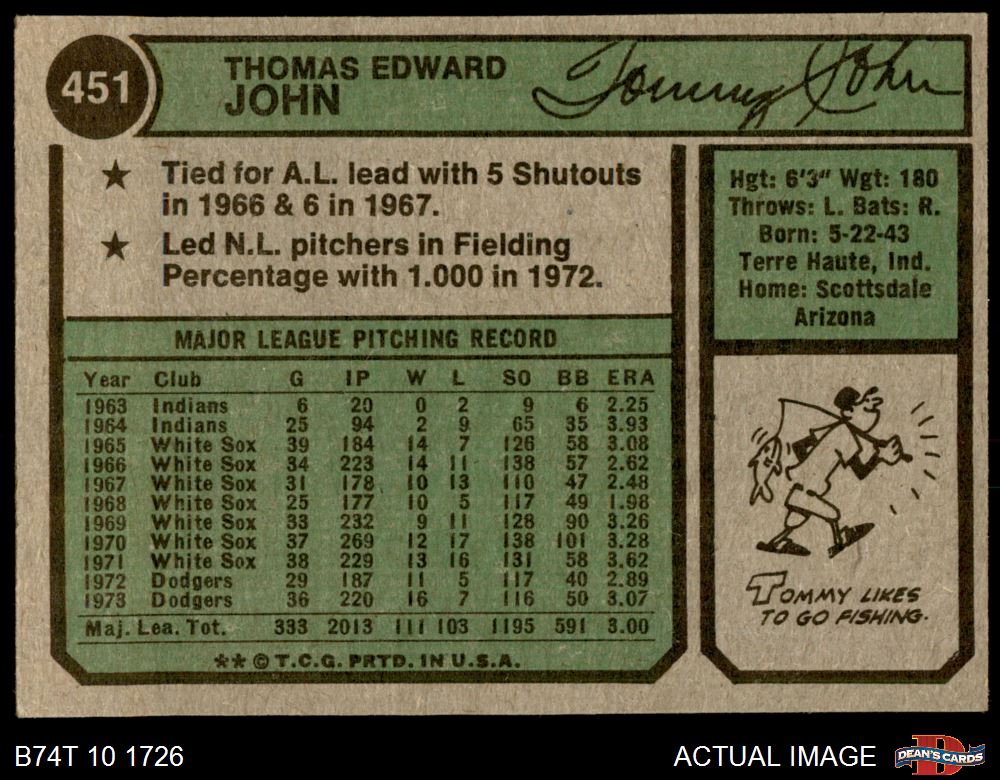 451
THOMAS EDWARD
JOHN
Tommy John
★ Tied for A.L. lead with 5 Shutouts
in 1966 & 6 in 1967.
★ Led N.L. pitchers in Fielding
Percentage with 1.000 in 1972.
Hgt: 6'3" Wgt: 180
Throws: L. Bats: R.
Born: 5-22-43
Terre Haute, Ind.
Home: Scottsdale
Arizona
MAJOR LEAGUE PITCHING RECORD
Year Club G IP W L SO BB ERA
1963 Indians 6 20 0 2 9 6 2.25
1964 Indians 25 94 2 9 65 35 3.93
1965 White Sox 39 184 14 7 126 58 3.08
1966 White Sox 34 223 14 11 138 57 2.62
1967 White Sox 31 178 10 13 110 47 2.48
1968 White Sox 25 177 10 5 117 49 1.98
1969 White Sox 33 232 9 11 128 90 3.26
1970 White Sox 37 269 12 17 138 101 3.28
1971 White Sox 38 229 13 16 131 58 3.62
1972 Dodgers 29 187 11 5 117 40 2.89
1973 Dodgers 36 220 16 7 116 50 3.07
Maj. Lea. Tot. 333 2013 111 103 1195 591 3.00
** © T.C.G. PRTD. IN U.S.A.
TOMMY LIKES
TO GO FISHING.
B74T 10 1726
ACTUAL IMAGE
D
DEAN'S CARDS